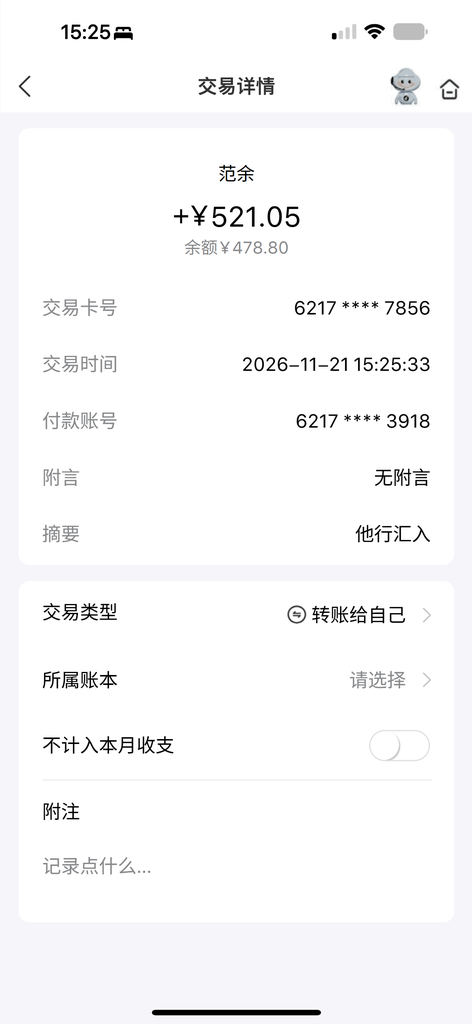 15:25
交易详情
范余
+¥521.05
余额¥478.80
交易卡号 6217 **** 7856
交易时间 2026-11-21 15:25:33
付款账号 6217 **** 3918
附言 无附言
摘要 他行汇入
交易类型 转账给自己
所属账本 请选择
不计入本月收支
附注
记录点什么...